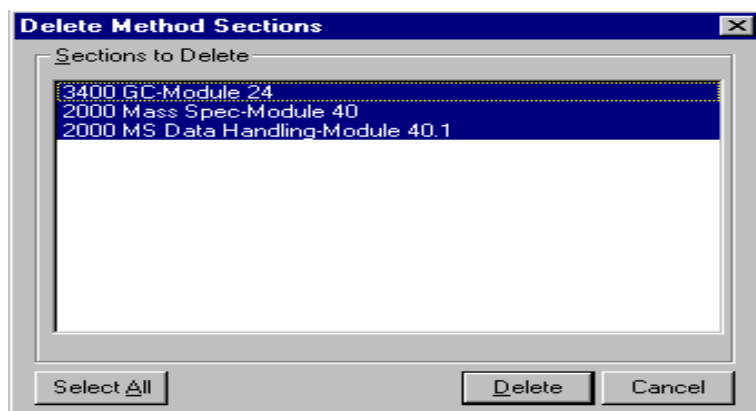 Delete Method Sections
Sections to Delete
3400 GC-Module 24
2000 Mass Spec-Module 40
2000 MS Data Handling-Module 40.1
Select All
Delete
Cancel